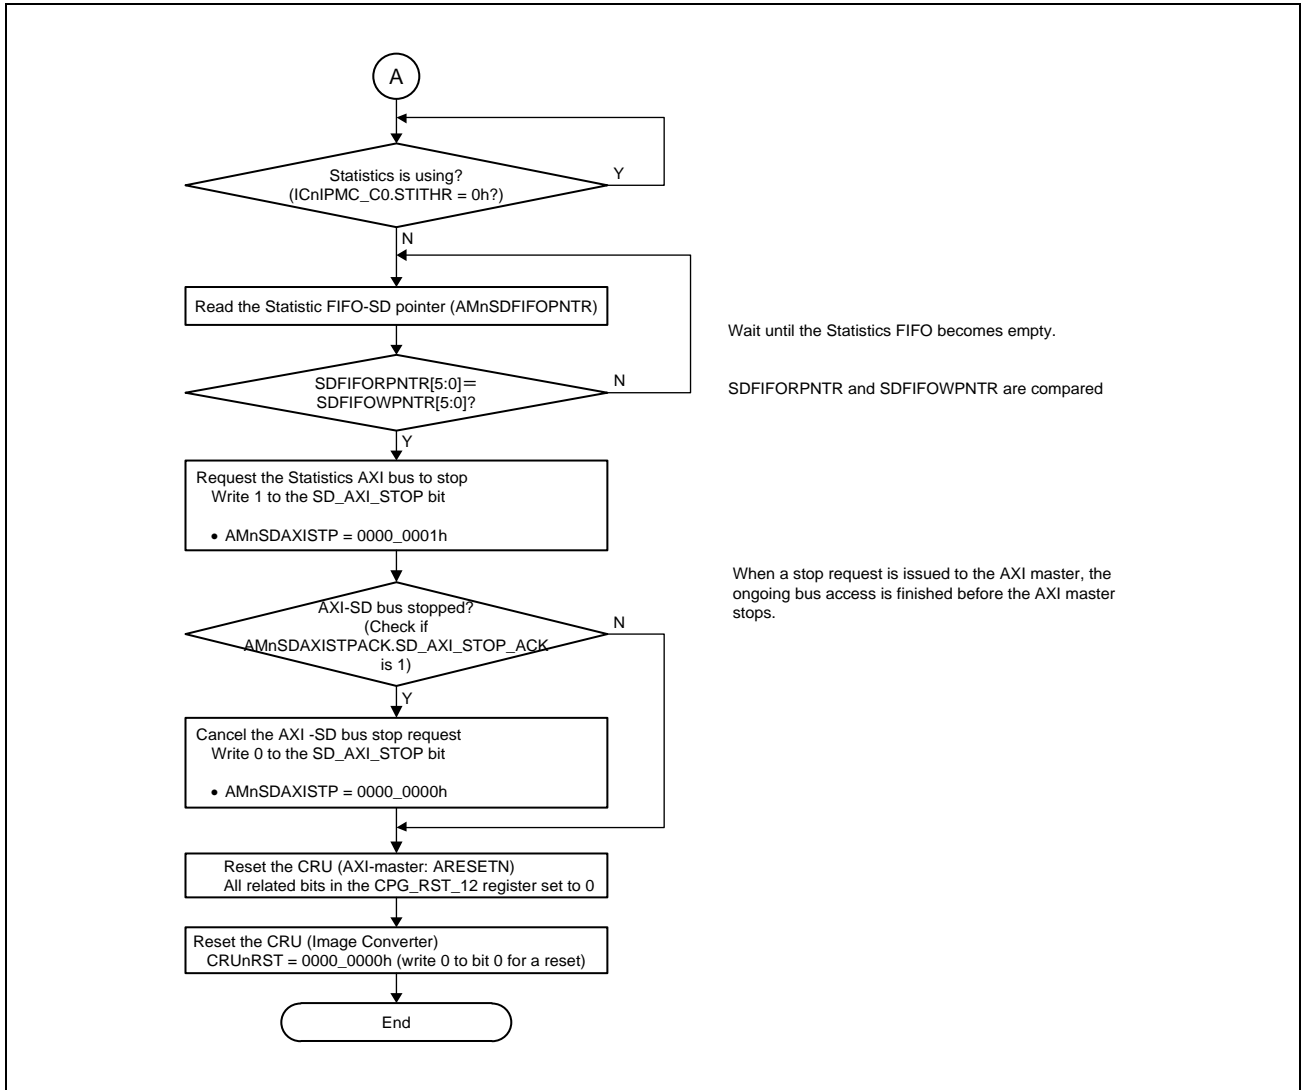 A
Statistics is using?
(ICnIPMC_C0.STITHR = 0h?)
Y
N
Read the Statistic FIFO-SD pointer (AMnSDFIFOPNTR)
Wait until the Statistics FIFO becomes empty.
SDFIFORPNTR[5:0]＝
SDFIFOWPNTR[5:0]?
N
SDFIFORPNTR and SDFIFOWPNTR are compared
Y
Request the Statistics AXI bus to stop
Write 1 to the SD_AXI_STOP bit
• AMnSDAXISTP = 0000_0001h
When a stop request is issued to the AXI master, the
ongoing bus access is finished before the AXI master
stops.
AXI-SD bus stopped?
(Check if
AMnSDAXISTPACK.SD_AXI_STOP_ACK
is 1)
N
Y
Cancel the AXI -SD bus stop request
Write 0 to the SD_AXI_STOP bit
• AMnSDAXISTP = 0000_0000h
Reset the CRU (AXI-master: ARESETN)
All related bits in the CPG_RST_12 register set to 0
Reset the CRU (Image Converter)
CRUnRST = 0000_0000h (write 0 to bit 0 for a reset)
End